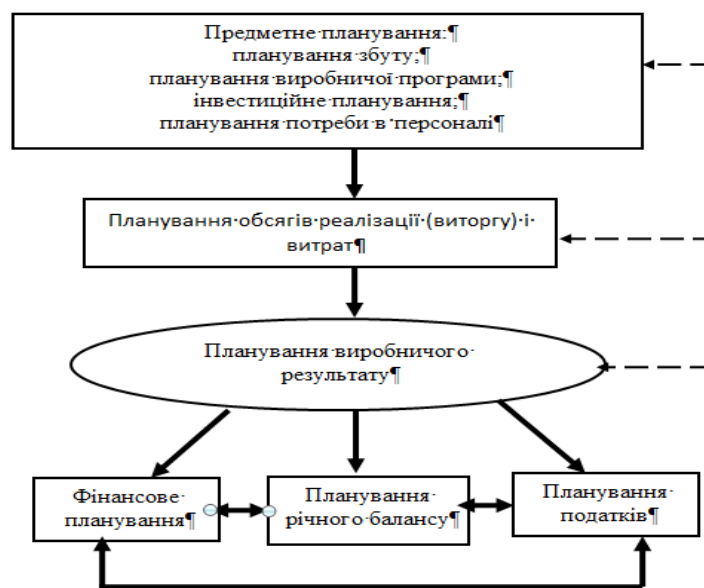 Предметне планування:¶
планування збуту;¶
планування виробничої програми;¶
інвестиційне планування;¶
планування потреби в персоналі¶
Планування обсягів реалізації (виторгу) і
витрат¶
Планування виробничого
результату¶
Фінансове
планування¶
Планування
річного балансу¶
Планування
податків¶